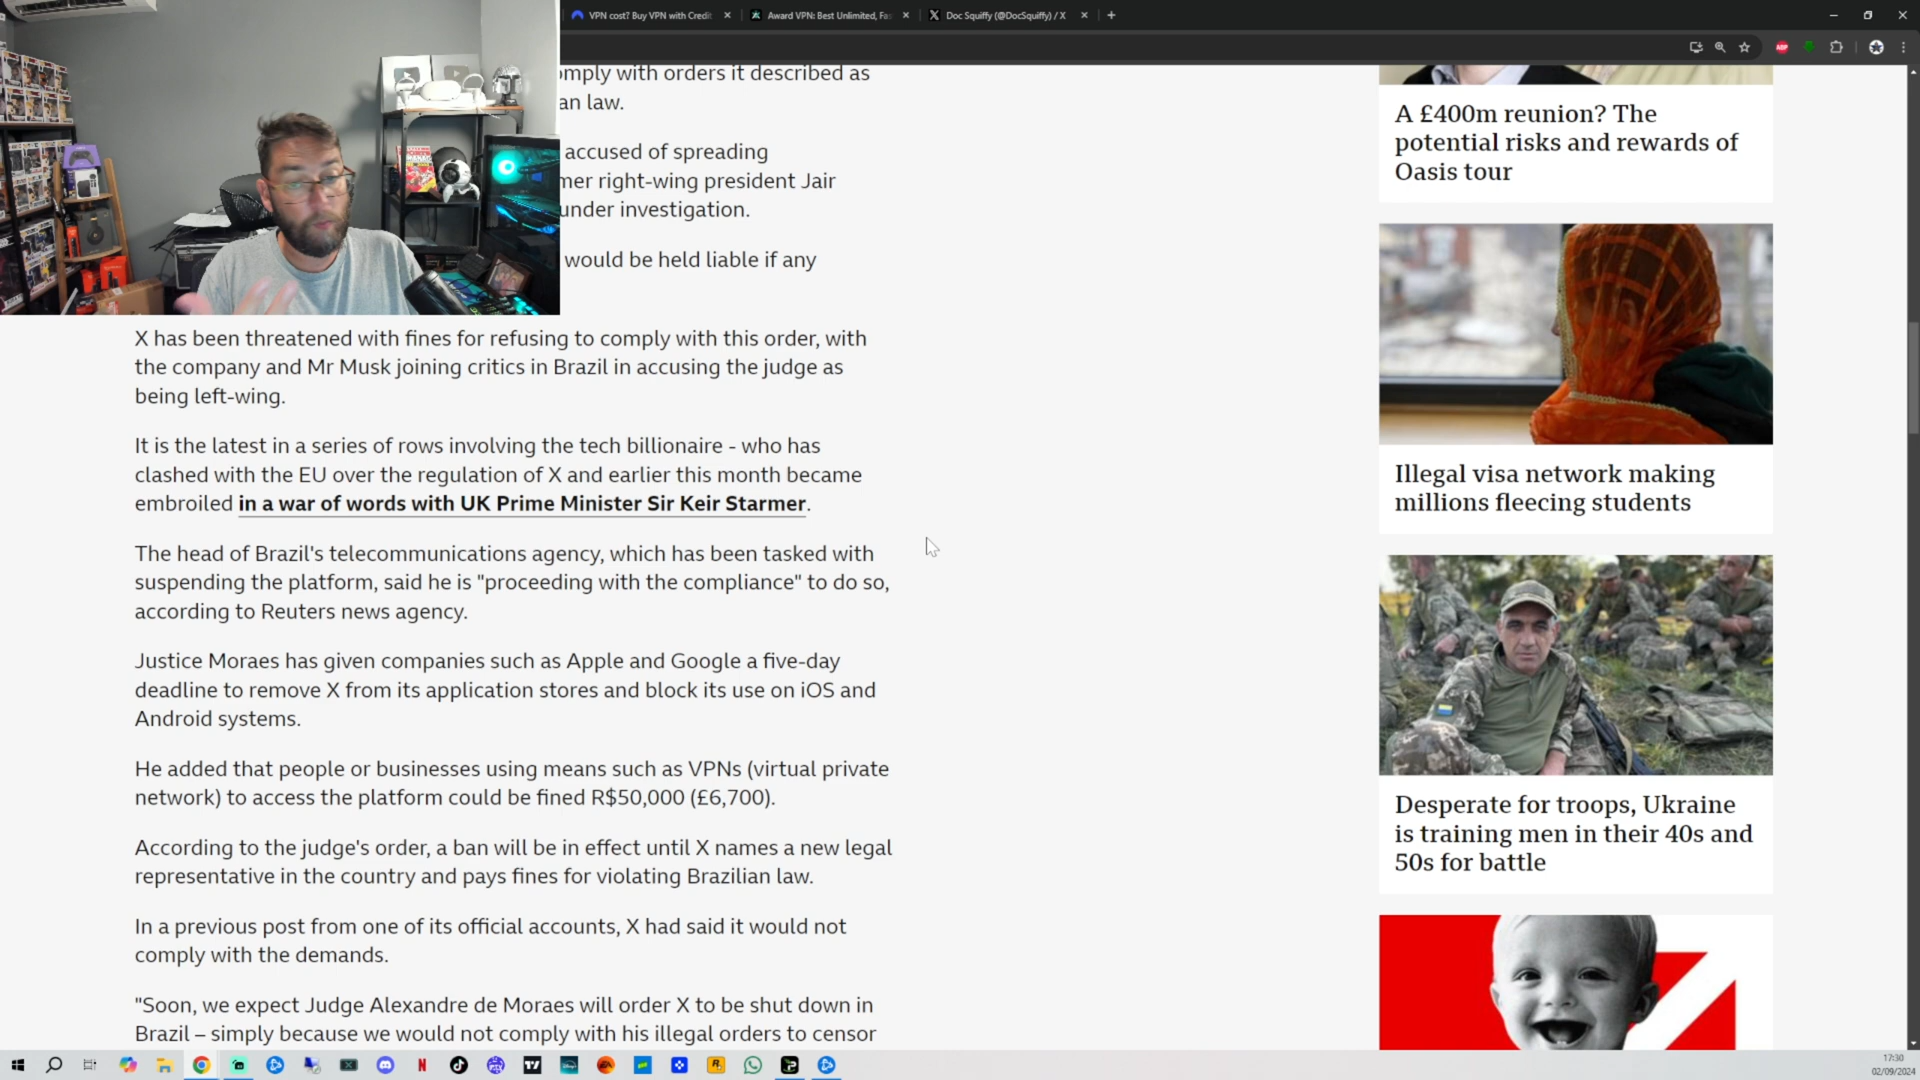 VPN cost? Buy VPN with Credit
Award VPN: Best Unlimited, Fa
Doc Squiffy (@DocSquiffy) / X
omply with orders it described as
an law.
accused of spreading
mer right-wing president Jair
under investigation.
would be held liable if any
X has been threatened with fines for refusing to comply with this order, with
the company and Mr Musk joining critics in Brazil in accusing the judge as
being left-wing.
It is the latest in a series of rows involving the tech billionaire - who has
clashed with the EU over the regulation of X and earlier this month became
embroiled in a war of words with UK Prime Minister Sir Keir Starmer.
The head of Brazil's telecommunications agency, which has been tasked with
suspending the platform, said he is "proceeding with the compliance" to do so,
according to Reuters news agency.
Justice Moraes has given companies such as Apple and Google a five-day
deadline to remove X from its application stores and block its use on iOS and
Android systems.
He added that people or businesses using means such as VPNs (virtual private
network) to access the platform could be fined R$50,000 (£6,700).
According to the judge's order, a ban will be in effect until X names a new legal
representative in the country and pays fines for violating Brazilian law.
In a previous post from one of its official accounts, X had said it would not
comply with the demands.
"Soon, we expect Judge Alexandre de Moraes will order X to be shut down in
Brazil – simply because we would not comply with his illegal orders to censor
A £400m reunion? The
potential risks and rewards of
Oasis tour
Illegal visa network making
millions fleecing students
Desperate for troops, Ukraine
is training men in their 40s and
50s for battle
17:30
02/09/2024